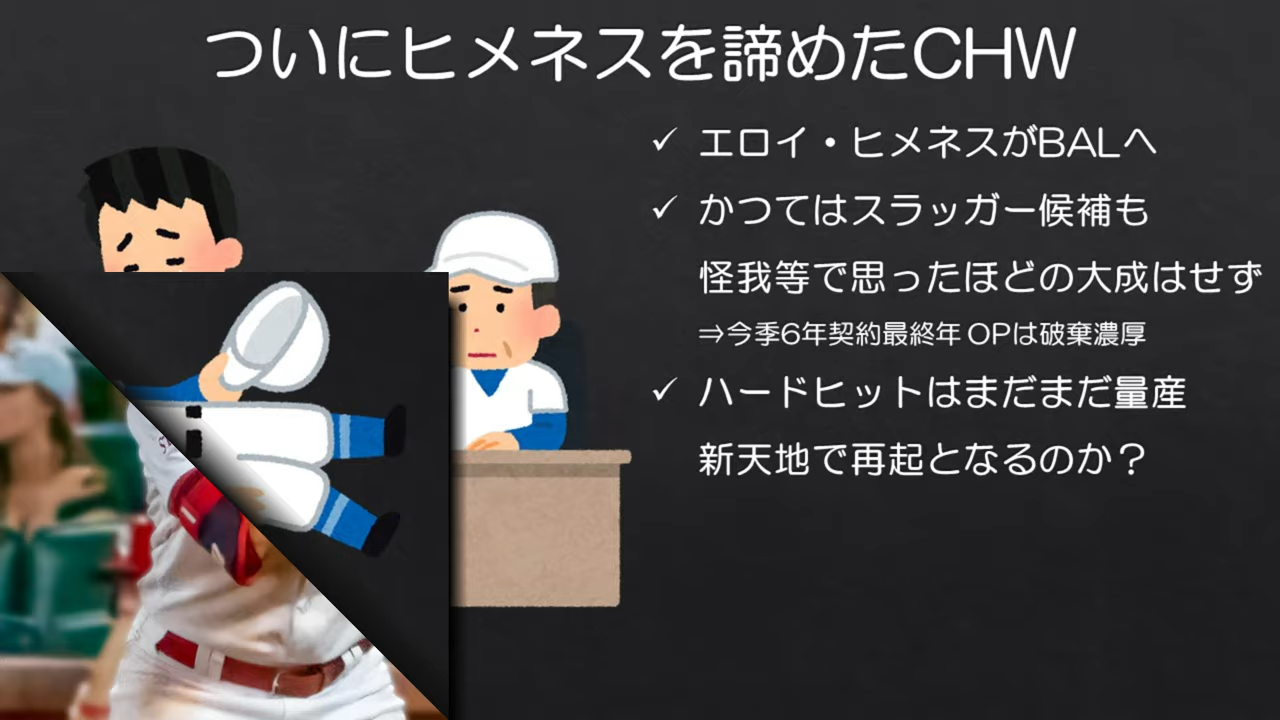 ついにヒメネスを諦めたCHW
✓ エロイ・ヒメネスがBALへ
✓ かつてはスラッガー候補も
怪我等で思ったほどの大成はせず
⇒今季6年契約最終年 OPは破棄濃厚
✓ ハードヒットはまだまだ量産
新天地で再起となるのか？